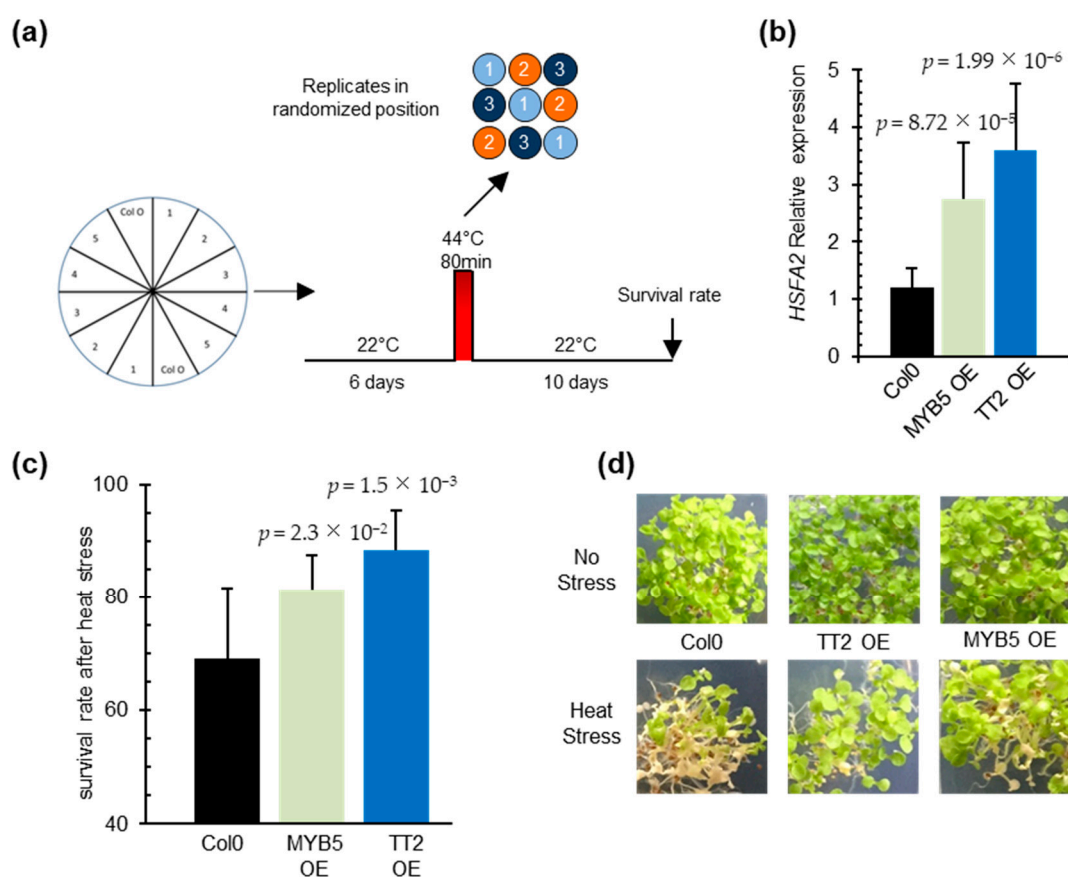 (a)
Replicates in
randomized position
1 2 3
3 1 2
2 3 1
Col O 1
5 2
4 3
3 4
2 5
1 Col O
44°C
80min
Survival rate
22°C 22°C
6 days 10 days
(b)
p = 1.99 × 10–6
p = 8.72 × 10–5
HSFA2 Relative expression
5
4
3
2
1
0
Col0
MYB5 OE
TT2 OE
(c)
p = 1.5 × 10–3
p = 2.3 × 10–2
survival rate after heat stress
100
80
60
40
Col0
MYB5
OE
TT2
OE
(d)
No
Stress
Col0 TT2 OE MYB5 OE
Heat
Stress